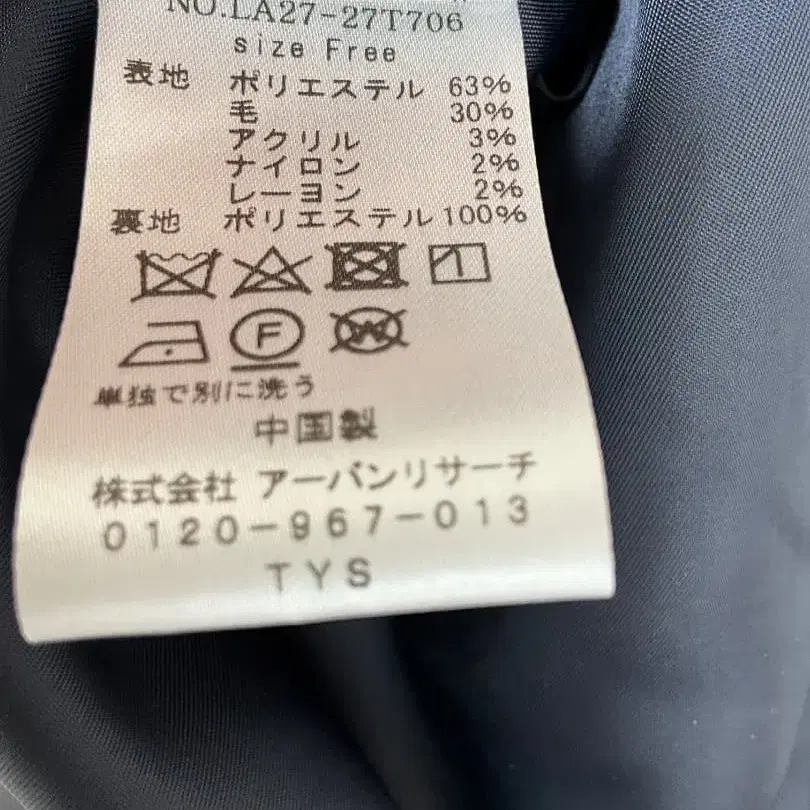 NO.LA27-27T706
size Free
表地 ポリエステル 63%
毛 30%
アクリル 3%
ナイロン 2%
レーヨン 2%
裏地 ポリエステル 100%
F
W
単独で別に洗う
中国製
株式会社 アーバンリサーチ
0120-967-013
TYS